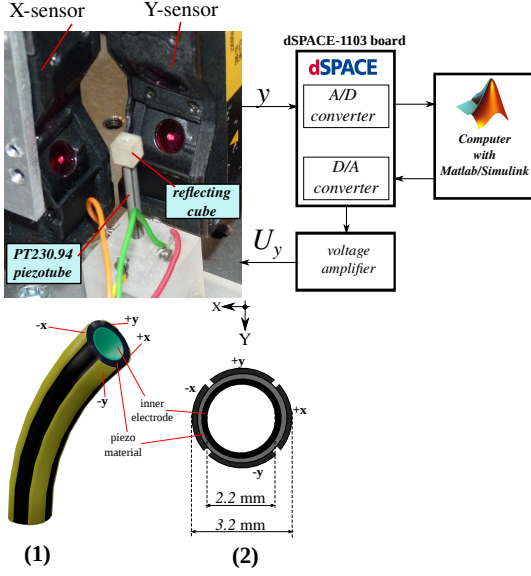 X-sensor
Y-sensor
dSPACE-1103 board
dSPACE
y
A/D
converter
Computer
with
Matlab/Simulink
D/A
converter
reflecting
cube
PT230.94
piezotube
U_y
voltage
amplifier
X
Y
-x
+y
+x
-y
inner
electrode
piezo
material
+y
-x
+x
-y
2.2 mm
3.2 mm
(1)
(2)